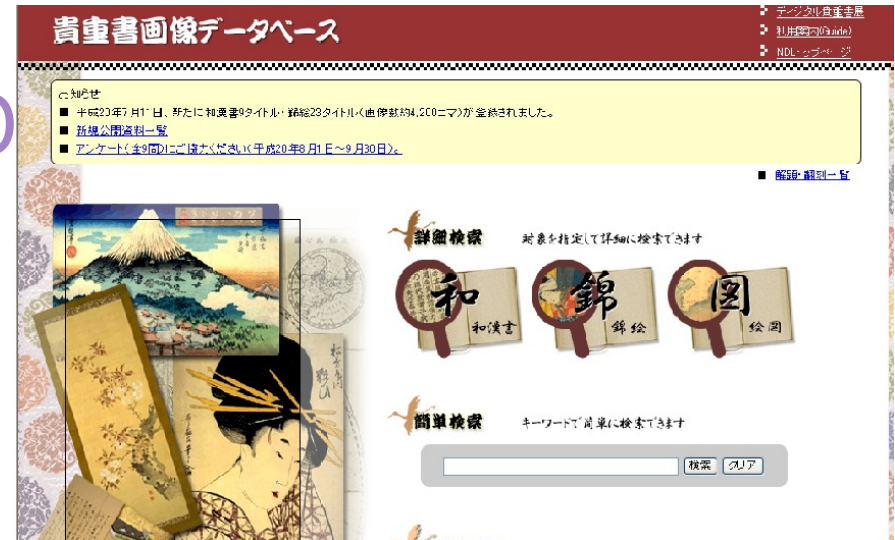 貴重書画像データベース
ディジタル貴重書展
利用案内(Guide)
NDLトップページ
お知らせ
■ 平成20年7月11日、新たに和漢書9タイトル・錦絵23タイトル(画像数約4,200コマ)が登録されました。
■ 新規公開資料一覧
■ アンケート(全9問)にご協力ください(平成20年8月1日～9月30日)。
■ 解題・翻刻一覧
詳細検索 対象を指定して詳細に検索できます
和 錦 図
和漢書 錦絵 絵図
簡単検索 キーワードで簡単に検索できます
検索 クリア